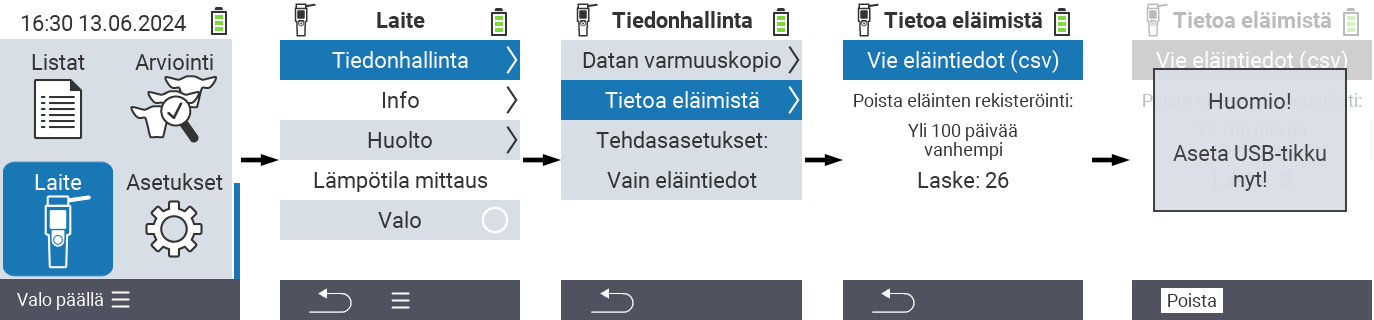 16:30 13.06.2024
Listat
Arviointi
Laite
Asetukset
Valo päällä
Laite
Tiedonhallinta
Info
Huolto
Lämpötila mittaus
Valo
Tiedonhallinta
Datan varmuuskopio
Tietoa eläimistä
Tehdasasetukset:
Vain eläintiedot
Tietoa eläimistä
Vie eläintiedot (csv)
Poista eläinten rekisteröinti:
Yli 100 päivää
vanhempi
Laske: 26
Tietoa eläimistä
Vie eläintiedot (csv)
Huomio!
Aseta USB-tikku
nyt!
Poista